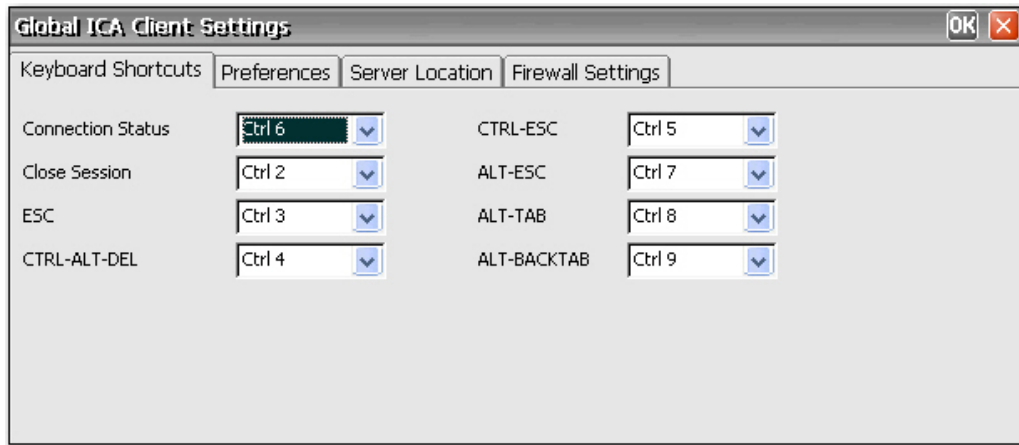 Global ICA Client Settings OK
Keyboard Shortcuts Preferences Server Location Firewall Settings
Connection Status Ctrl 6 CTRL-ESC Ctrl 5
Close Session Ctrl 2 ALT-ESC Ctrl 7
ESC Ctrl 3 ALT-TAB Ctrl 8
CTRL-ALT-DEL Ctrl 4 ALT-BACKTAB Ctrl 9